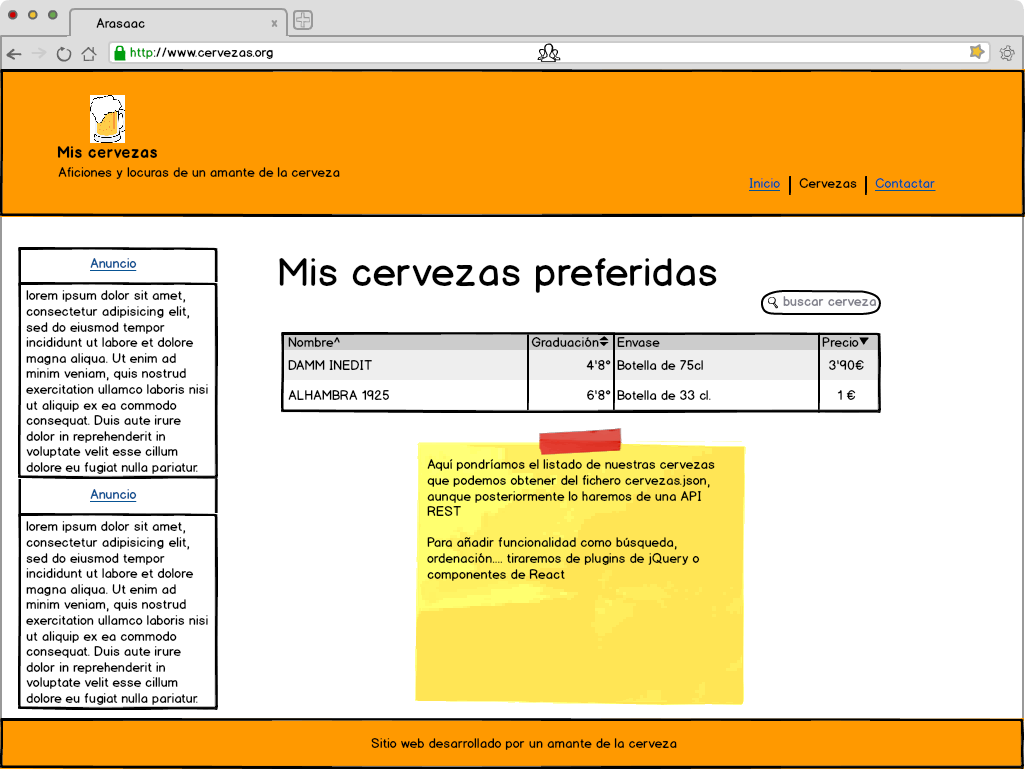 Arasaac
http://www.cervezas.org
Mis cervezas
Aficiones y locuras de un amante de la cerveza
Inicio Cervezas Contactar
Anuncio
lorem ipsum dolor sit amet,
consectetur adipisicing elit,
sed do eiusmod tempor
incididunt ut labore et dolore
magna aliqua. Ut enim ad
minim veniam, quis nostrud
exercitation ullamco laboris nisi
ut aliquip ex ea commodo
consequat. Duis aute irure
dolor in reprehenderit in
voluptate velit esse cillum
dolore eu fugiat nulla pariatur.
Anuncio
lorem ipsum dolor sit amet,
consectetur adipisicing elit,
sed do eiusmod tempor
incididunt ut labore et dolore
magna aliqua. Ut enim ad
minim veniam, quis nostrud
exercitation ullamco laboris nisi
ut aliquip ex ea commodo
consequat. Duis aute irure
dolor in reprehenderit in
voluptate velit esse cillum
dolore eu fugiat nulla pariatur.
Mis cervezas preferidas
buscar cerveza
Nombre^ Graduación Envase Precio
DAMM INEDIT 4'8° Botella de 75cl 3'90€
ALHAMBRA 1925 6'8° Botella de 33 cl. 1 €
Aquí pondríamos el listado de nuestras cervezas
que podemos obtener del fichero cervezas.json,
aunque posteriormente lo haremos de una API
REST
Para añadir funcionalidad como búsqueda,
ordenación.... tiraremos de plugins de jQuery o
componentes de React
Sitio web desarrollado por un amante de la cerveza